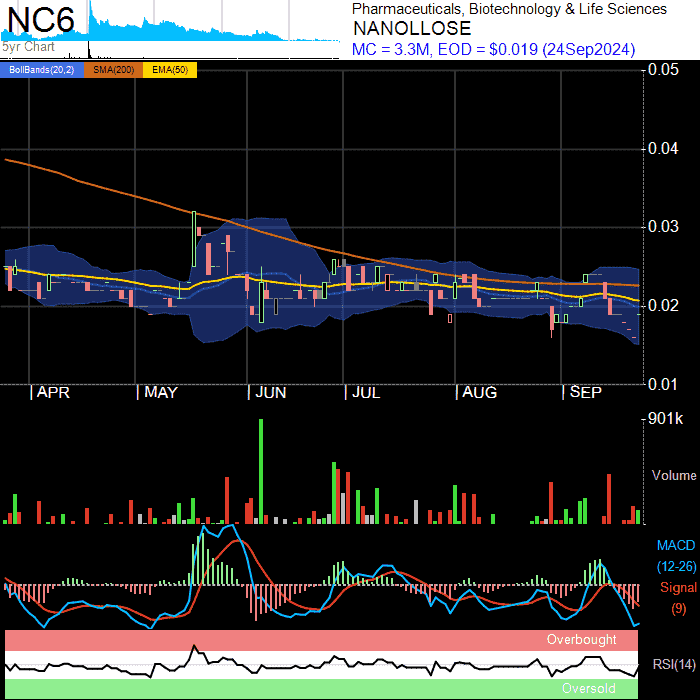 NC6
5yr Chart
Pharmaceuticals, Biotechnology & Life Sciences
NANOLLOSE
MC = 3.3M, EOD = $0.019 (24Sep2024)
BollBands(20,2) SMA(200) EMA(50)
0.05
0.04
0.03
0.02
0.01
APR MAY JUN JUL AUG SEP
901k
Volume
MACD
(12-26)
Signal
(9)
Overbought
RSI(14)
Oversold